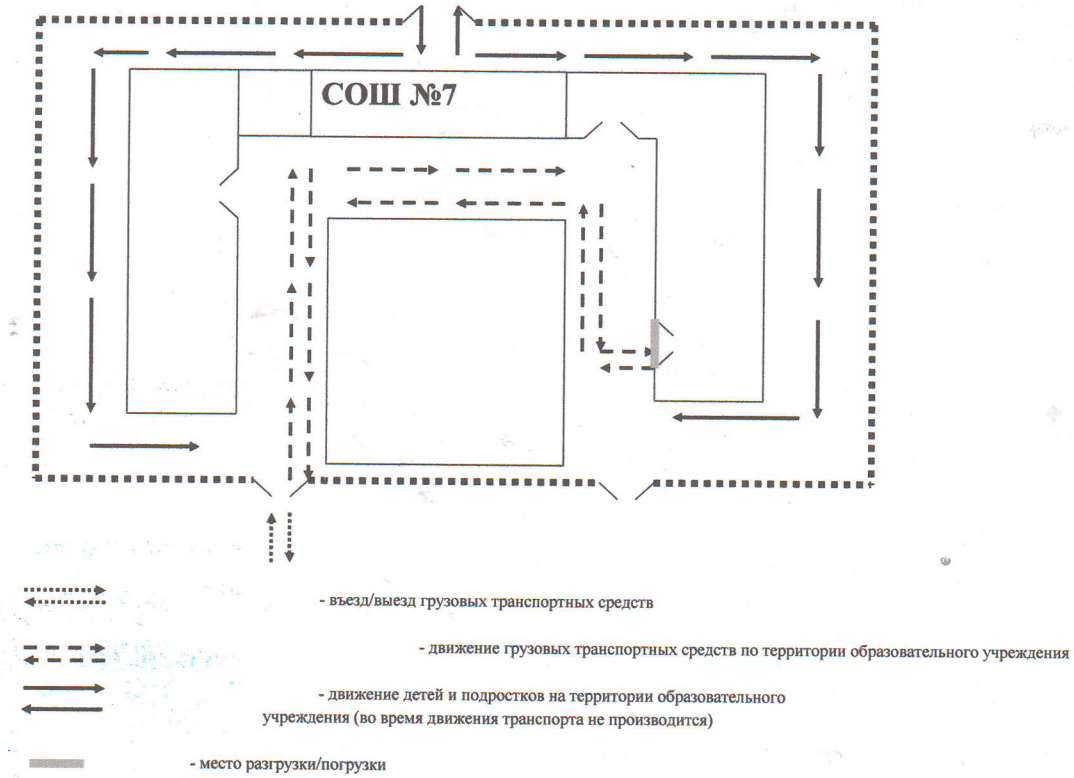 СОШ №7
- въезд/выезд грузовых транспортных средств
- движение грузовых транспортных средств по территории образовательного учреждения
- движение детей и подростков на территории образовательного
учреждения (во время движения транспорта не производится)
- место разгрузки/погрузки